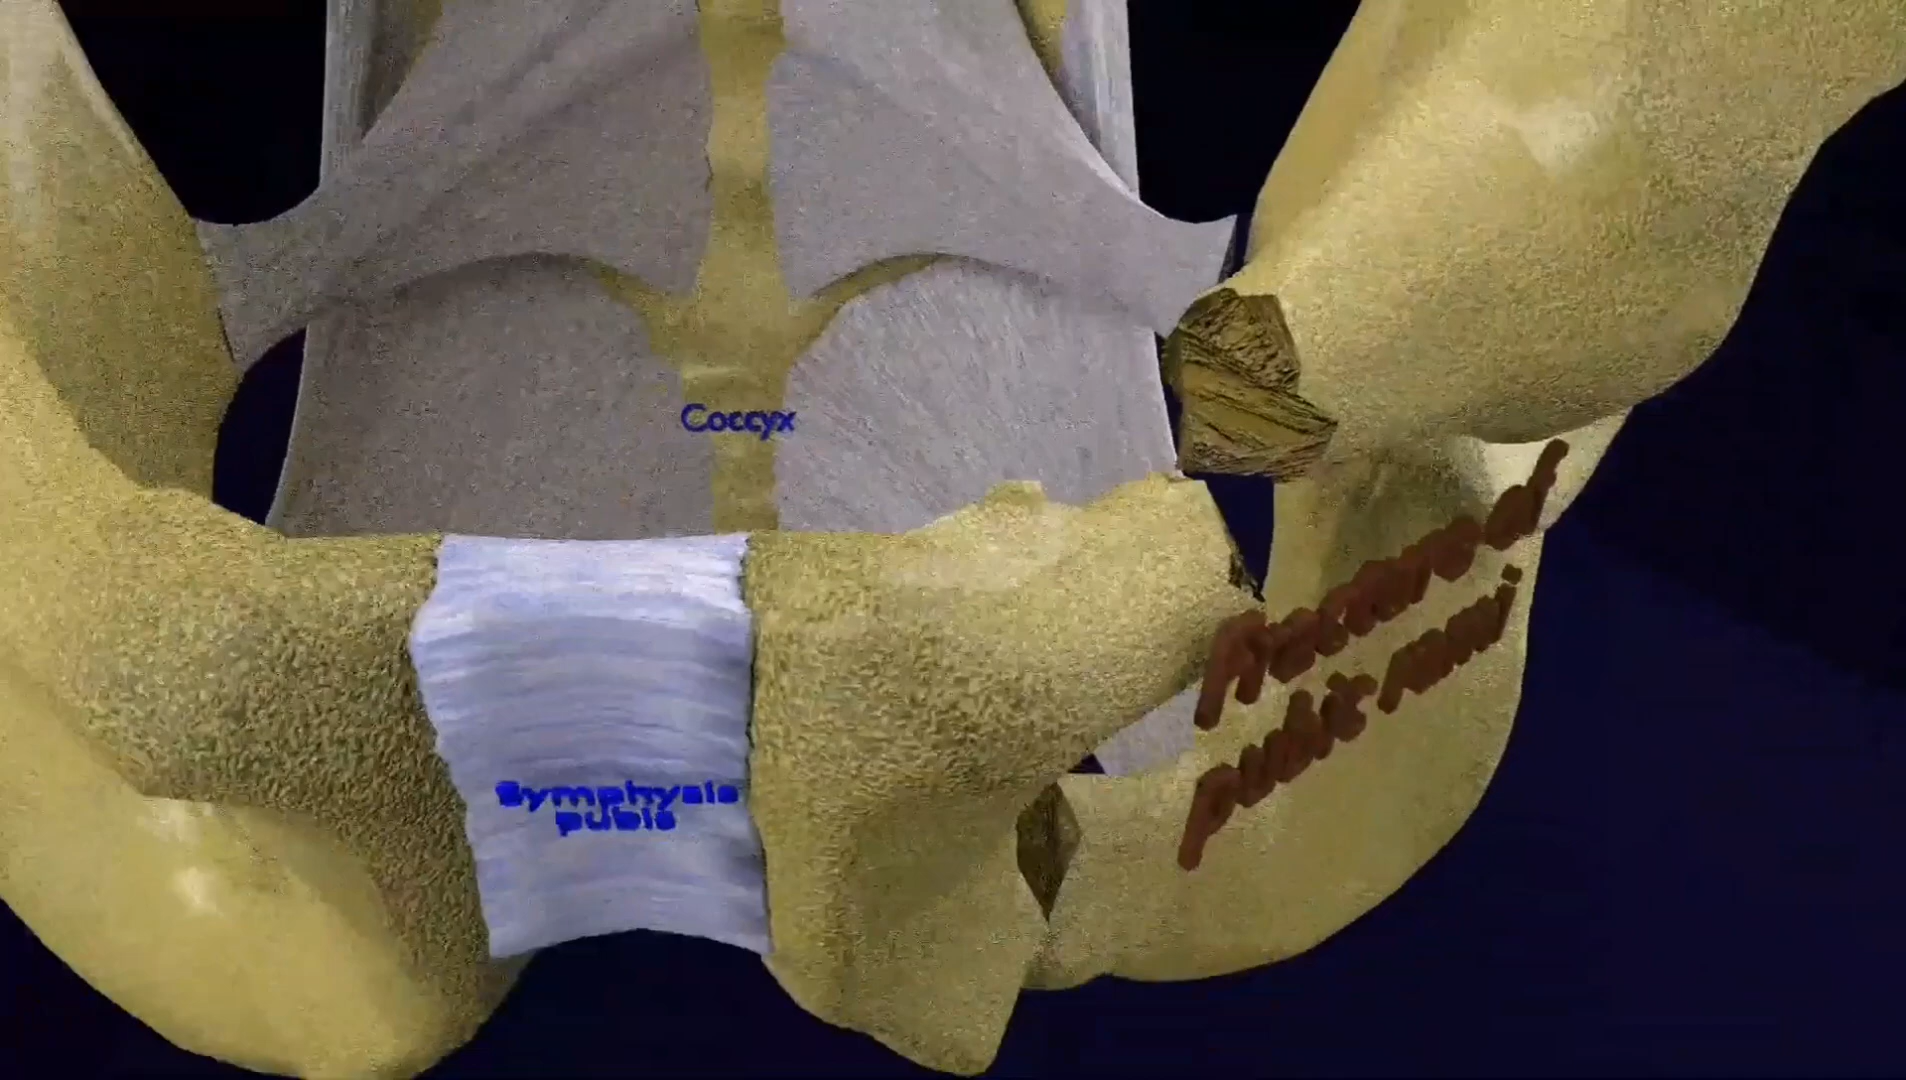 Coccyx
Symphysis
pubis
Fractured
pubic rami